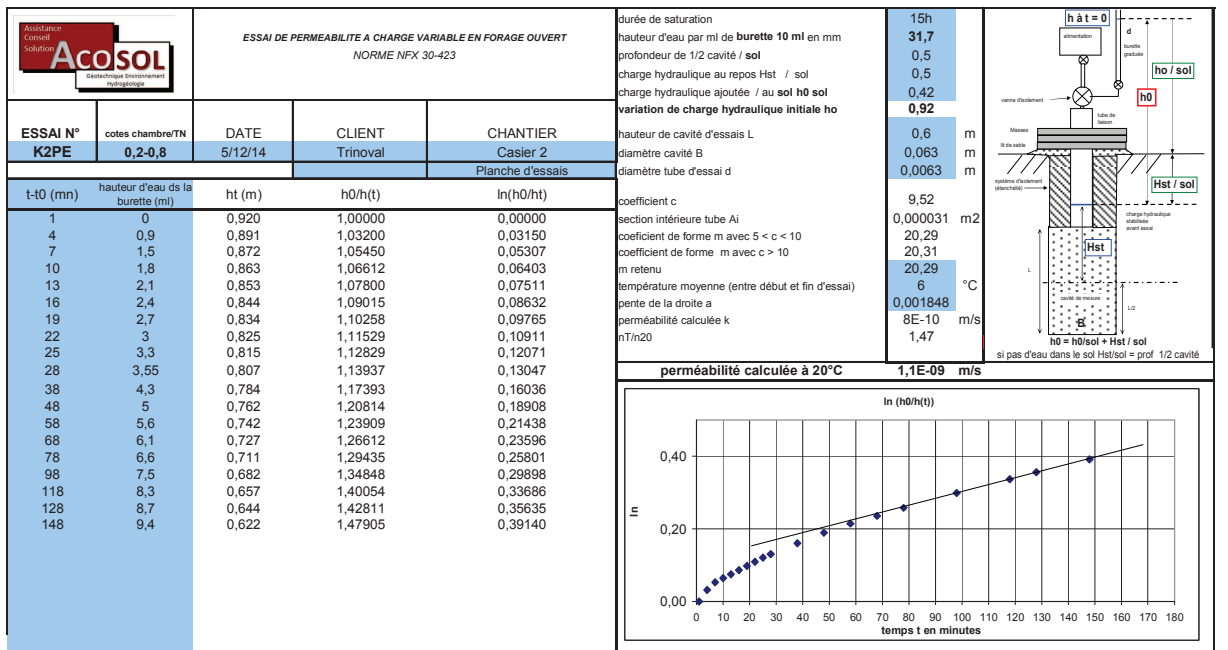 Assistance
Conseil
Solution
ACOSOL
Géotechnique Environnement
Hydrogéologie
ESSAI DE PERMEABILITE A CHARGE VARIABLE EN FORAGE OUVERT
NORME NFX 30-423
ESSAI N° cotes chambre/TN DATE CLIENT CHANTIER
K2PE 0,2-0,8 5/12/14 Trinoval Casier 2
Planche d'essais
t-t0 (mn) hauteur d'eau ds la burette (ml) ht (m) h0/h(t) ln(h0/ht)
1 0 0,920 1,00000 0,00000
4 0,9 0,891 1,03200 0,03150
7 1,5 0,872 1,05450 0,05307
10 1,8 0,863 1,06612 0,06403
13 2,1 0,853 1,07800 0,07511
16 2,4 0,844 1,09015 0,08632
19 2,7 0,834 1,10258 0,09765
22 3 0,825 1,11529 0,10911
25 3,3 0,815 1,12829 0,12071
28 3,55 0,807 1,13937 0,13047
38 4,3 0,784 1,17393 0,16036
48 5 0,762 1,20814 0,18908
58 5,6 0,742 1,23909 0,21438
68 6,1 0,727 1,26612 0,23596
78 6,6 0,711 1,29435 0,25801
98 7,5 0,682 1,34848 0,29898
118 8,3 0,657 1,40054 0,33686
128 8,7 0,644 1,42811 0,35635
148 9,4 0,622 1,47905 0,39140
durée de saturation 15h
hauteur d'eau par ml de burette 10 ml en mm 31,7
profondeur de 1/2 cavité / sol 0,5
charge hydraulique au repos Hst / sol 0,5
charge hydraulique ajoutée / au sol h0 sol 0,42
variation de charge hydraulique initiale ho 0,92
hauteur de cavité d'essais L 0,6 m
diamètre cavité B 0,063 m
diamètre tube d'essai d 0,0063 m
coefficient c 9,52
section intérieure tube Ai 0,000031 m2
coeficient de forme m avec 5 < c < 10 20,29
coefficient de forme m avec c > 10 20,31
m retenu 20,29
température moyenne (entre début et fin d'essai) 6 °C
pente de la droite a 0,001848
perméabilité calculée k 8E-10 m/s
nT/n20 1,47
perméabilité calculée à 20°C 1,1E-09 m/s
h à t = 0
d
alimentation
burette
graduée
ho / sol
h0
vanne d'isolement
tube de
liaison
Masses
lit de sable
système d'isolement
(étanchéité)
Hst / sol
charge hydraulique
stabilisée
avant essai
Hst
L
cavité de mesure
L/2
B
h0 = h0/sol + Hst / sol
si pas d'eau dans le sol Hst/sol = prof 1/2 cavité
ln (h0/h(t))
0,40
0,20
0,00
ln
0 10 20 30 40 50 60 70 80 90 100 110 120 130 140 150 160 170 180
temps t en minutes